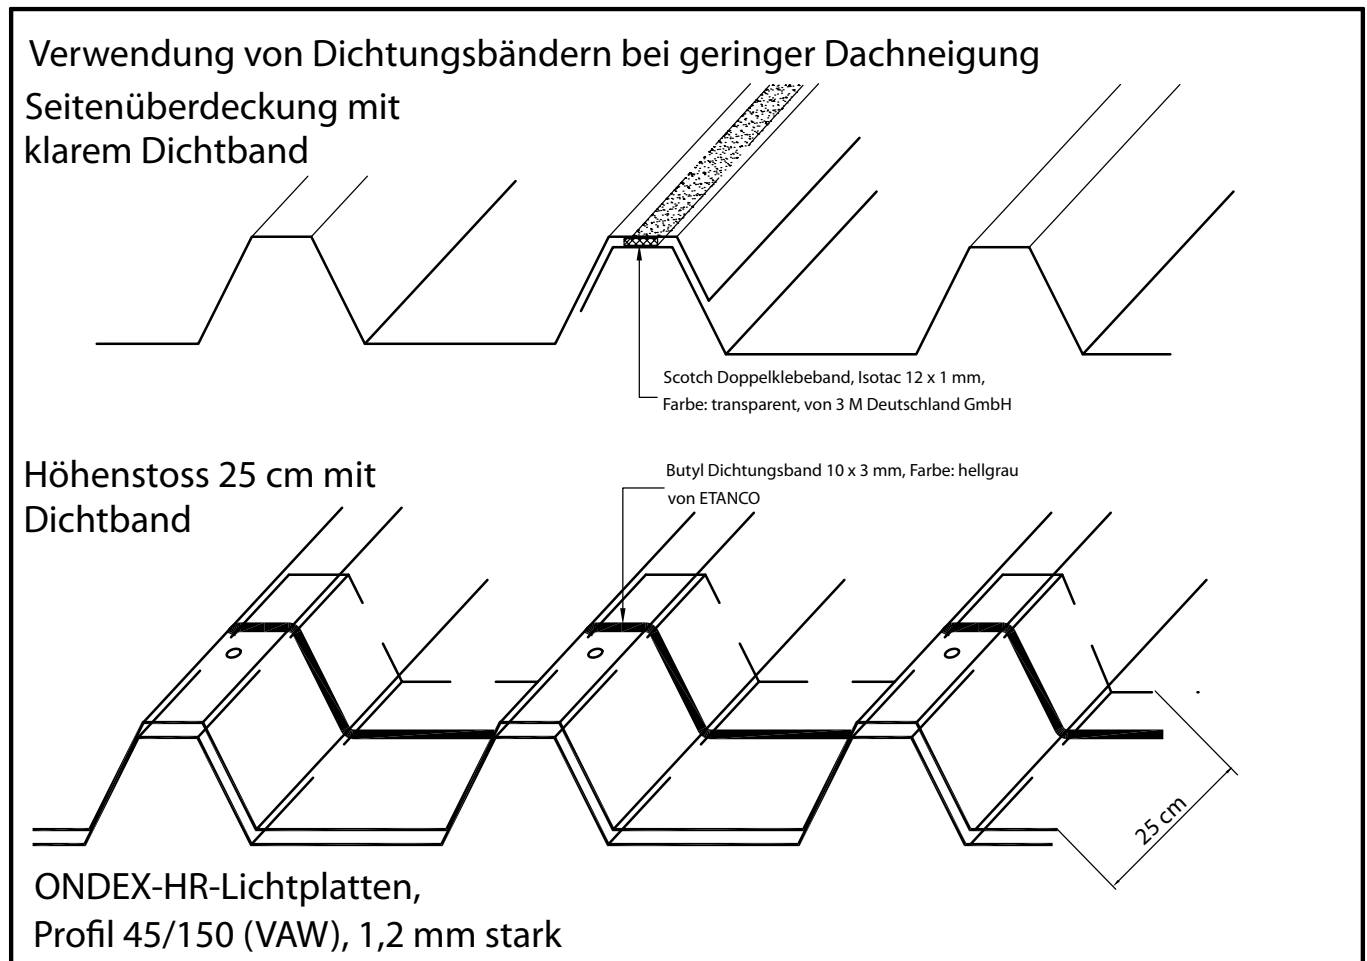 Verwendung von Dichtungsbändern bei geringer Dachneigung
Seitenüberdeckung mit
klarem Dichtband
Scotch Doppelklebeband, Isotac 12 x 1 mm,
Farbe: transparent, von 3 M Deutschland GmbH
Höhenstoss 25 cm mit
Dichtband
Butyl Dichtungsband 10 x 3 mm, Farbe: hellgrau
von ETANCO
25 cm
ONDEX-HR-Lichtplatten,
Profil 45/150 (VAW), 1,2 mm stark